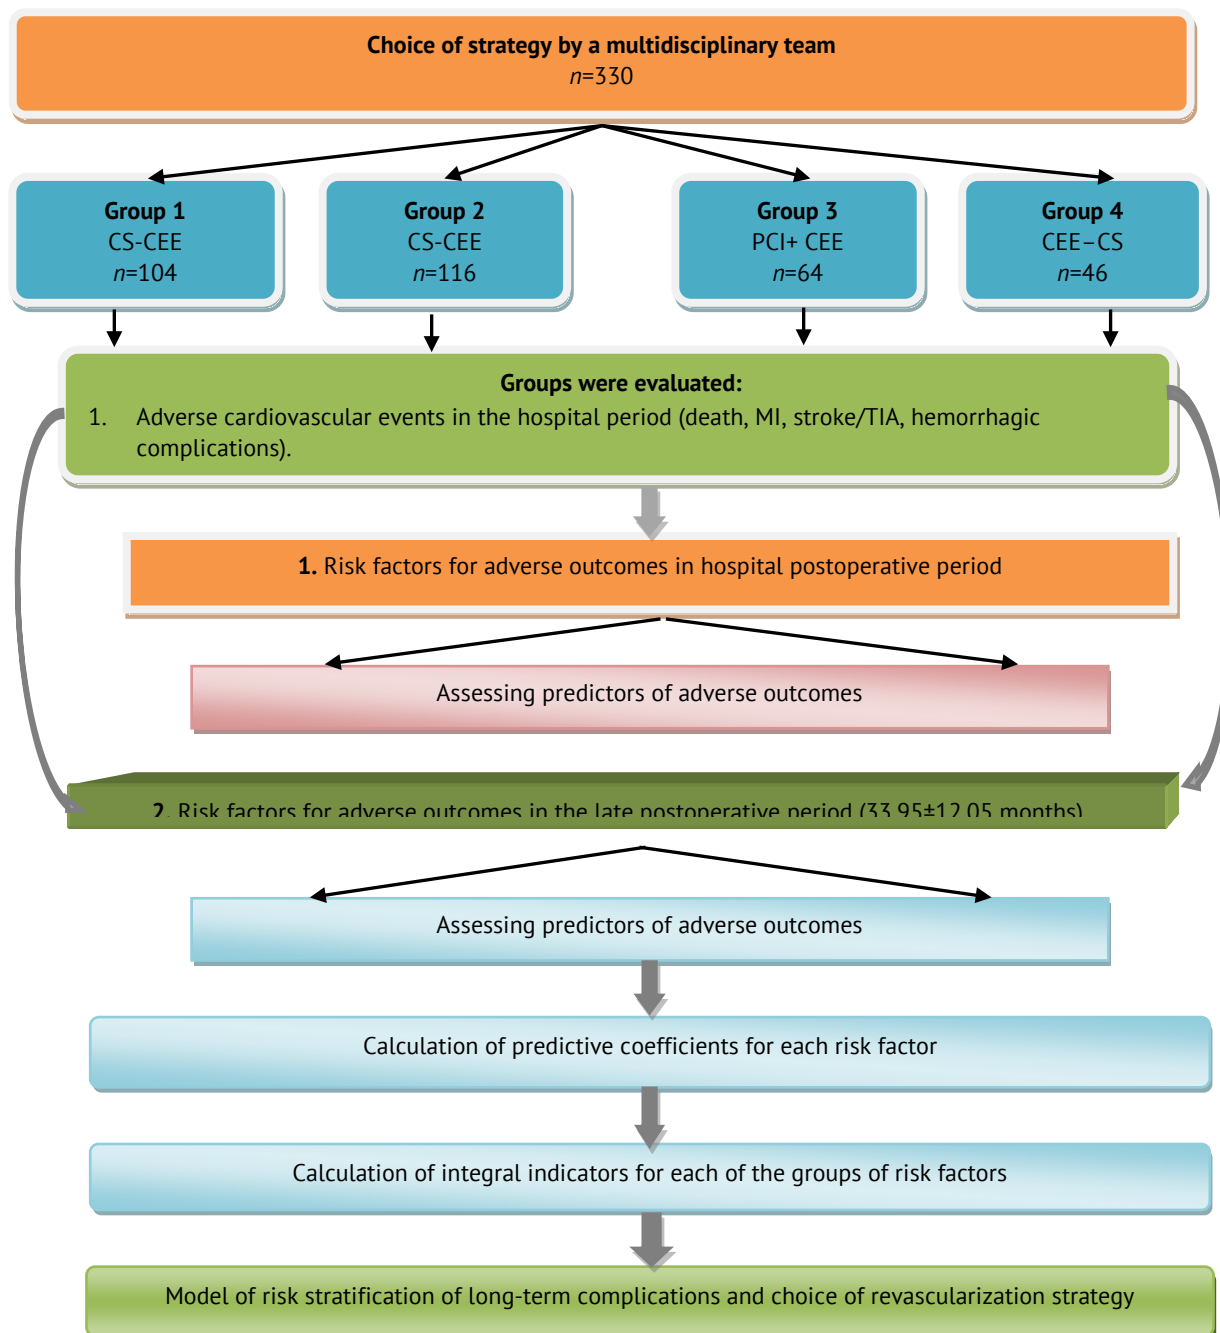 Choice of strategy by a multidisciplinary team
n=330
Group 1
CS-CEE
n=104
Group 2
CS-CEE
n=116
Group 3
PCI+ CEE
n=64
Group 4
CEE–CS
n=46
Groups were evaluated:
1. Adverse cardiovascular events in the hospital period (death, MI, stroke/TIA, hemorrhagic
complications).
1. Risk factors for adverse outcomes in hospital postoperative period
Assessing predictors of adverse outcomes
2. Risk factors for adverse outcomes in the late postoperative period (33.95±12.05 months)
Assessing predictors of adverse outcomes
Calculation of predictive coefficients for each risk factor
Calculation of integral indicators for each of the groups of risk factors
Model of risk stratification of long-term complications and choice of revascularization strategy